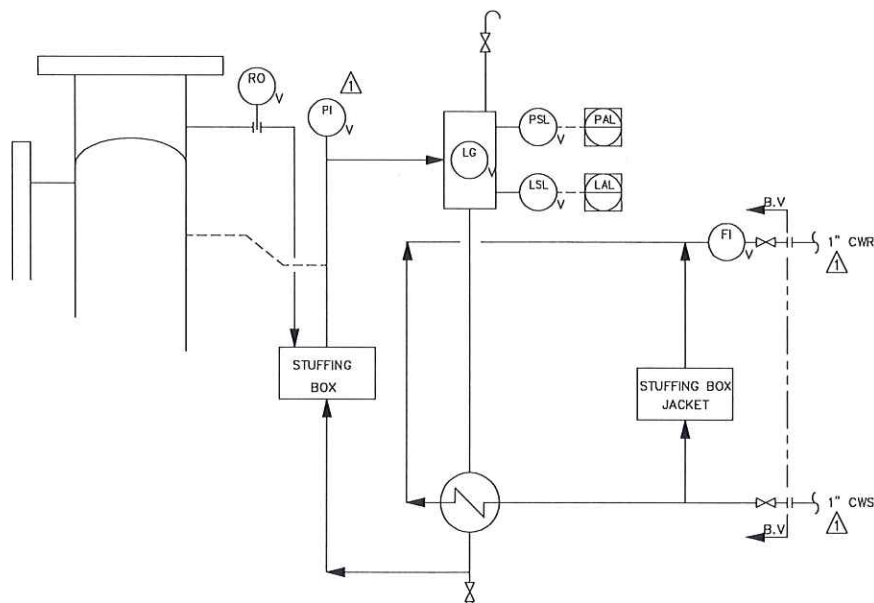 RO
V
1
PI
V
PSL
V
PAL
LG
V
LSL
V
LAL
B.V
FI
V
1" CWR
1
STUFFING
BOX
STUFFING BOX
JACKET
1" CWS
1
B.V